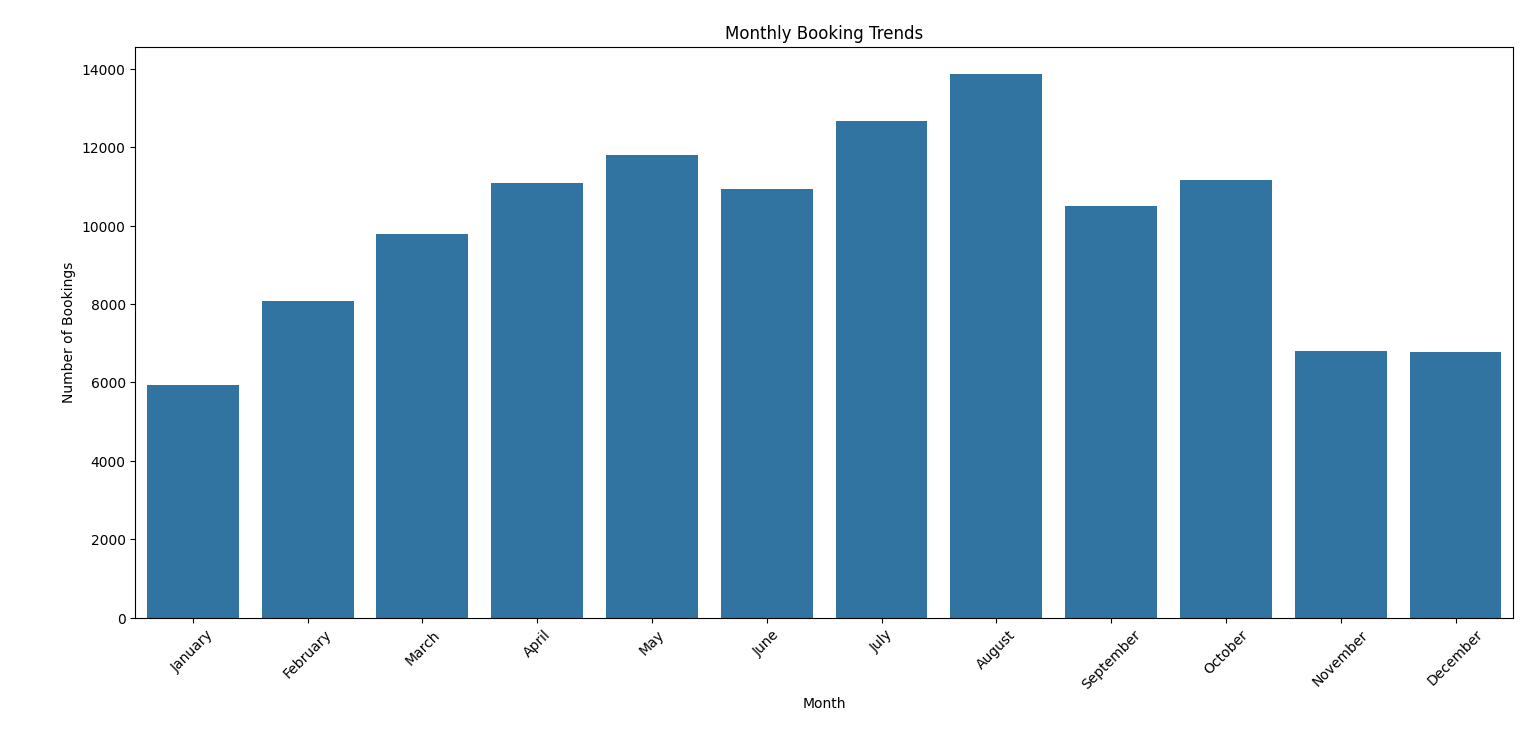 Monthly Booking Trends
14000
12000
10000
8000
6000
4000
2000
0
Number of Bookings
January
February
March
April
May
June
July
August
September
October
November
December
Month